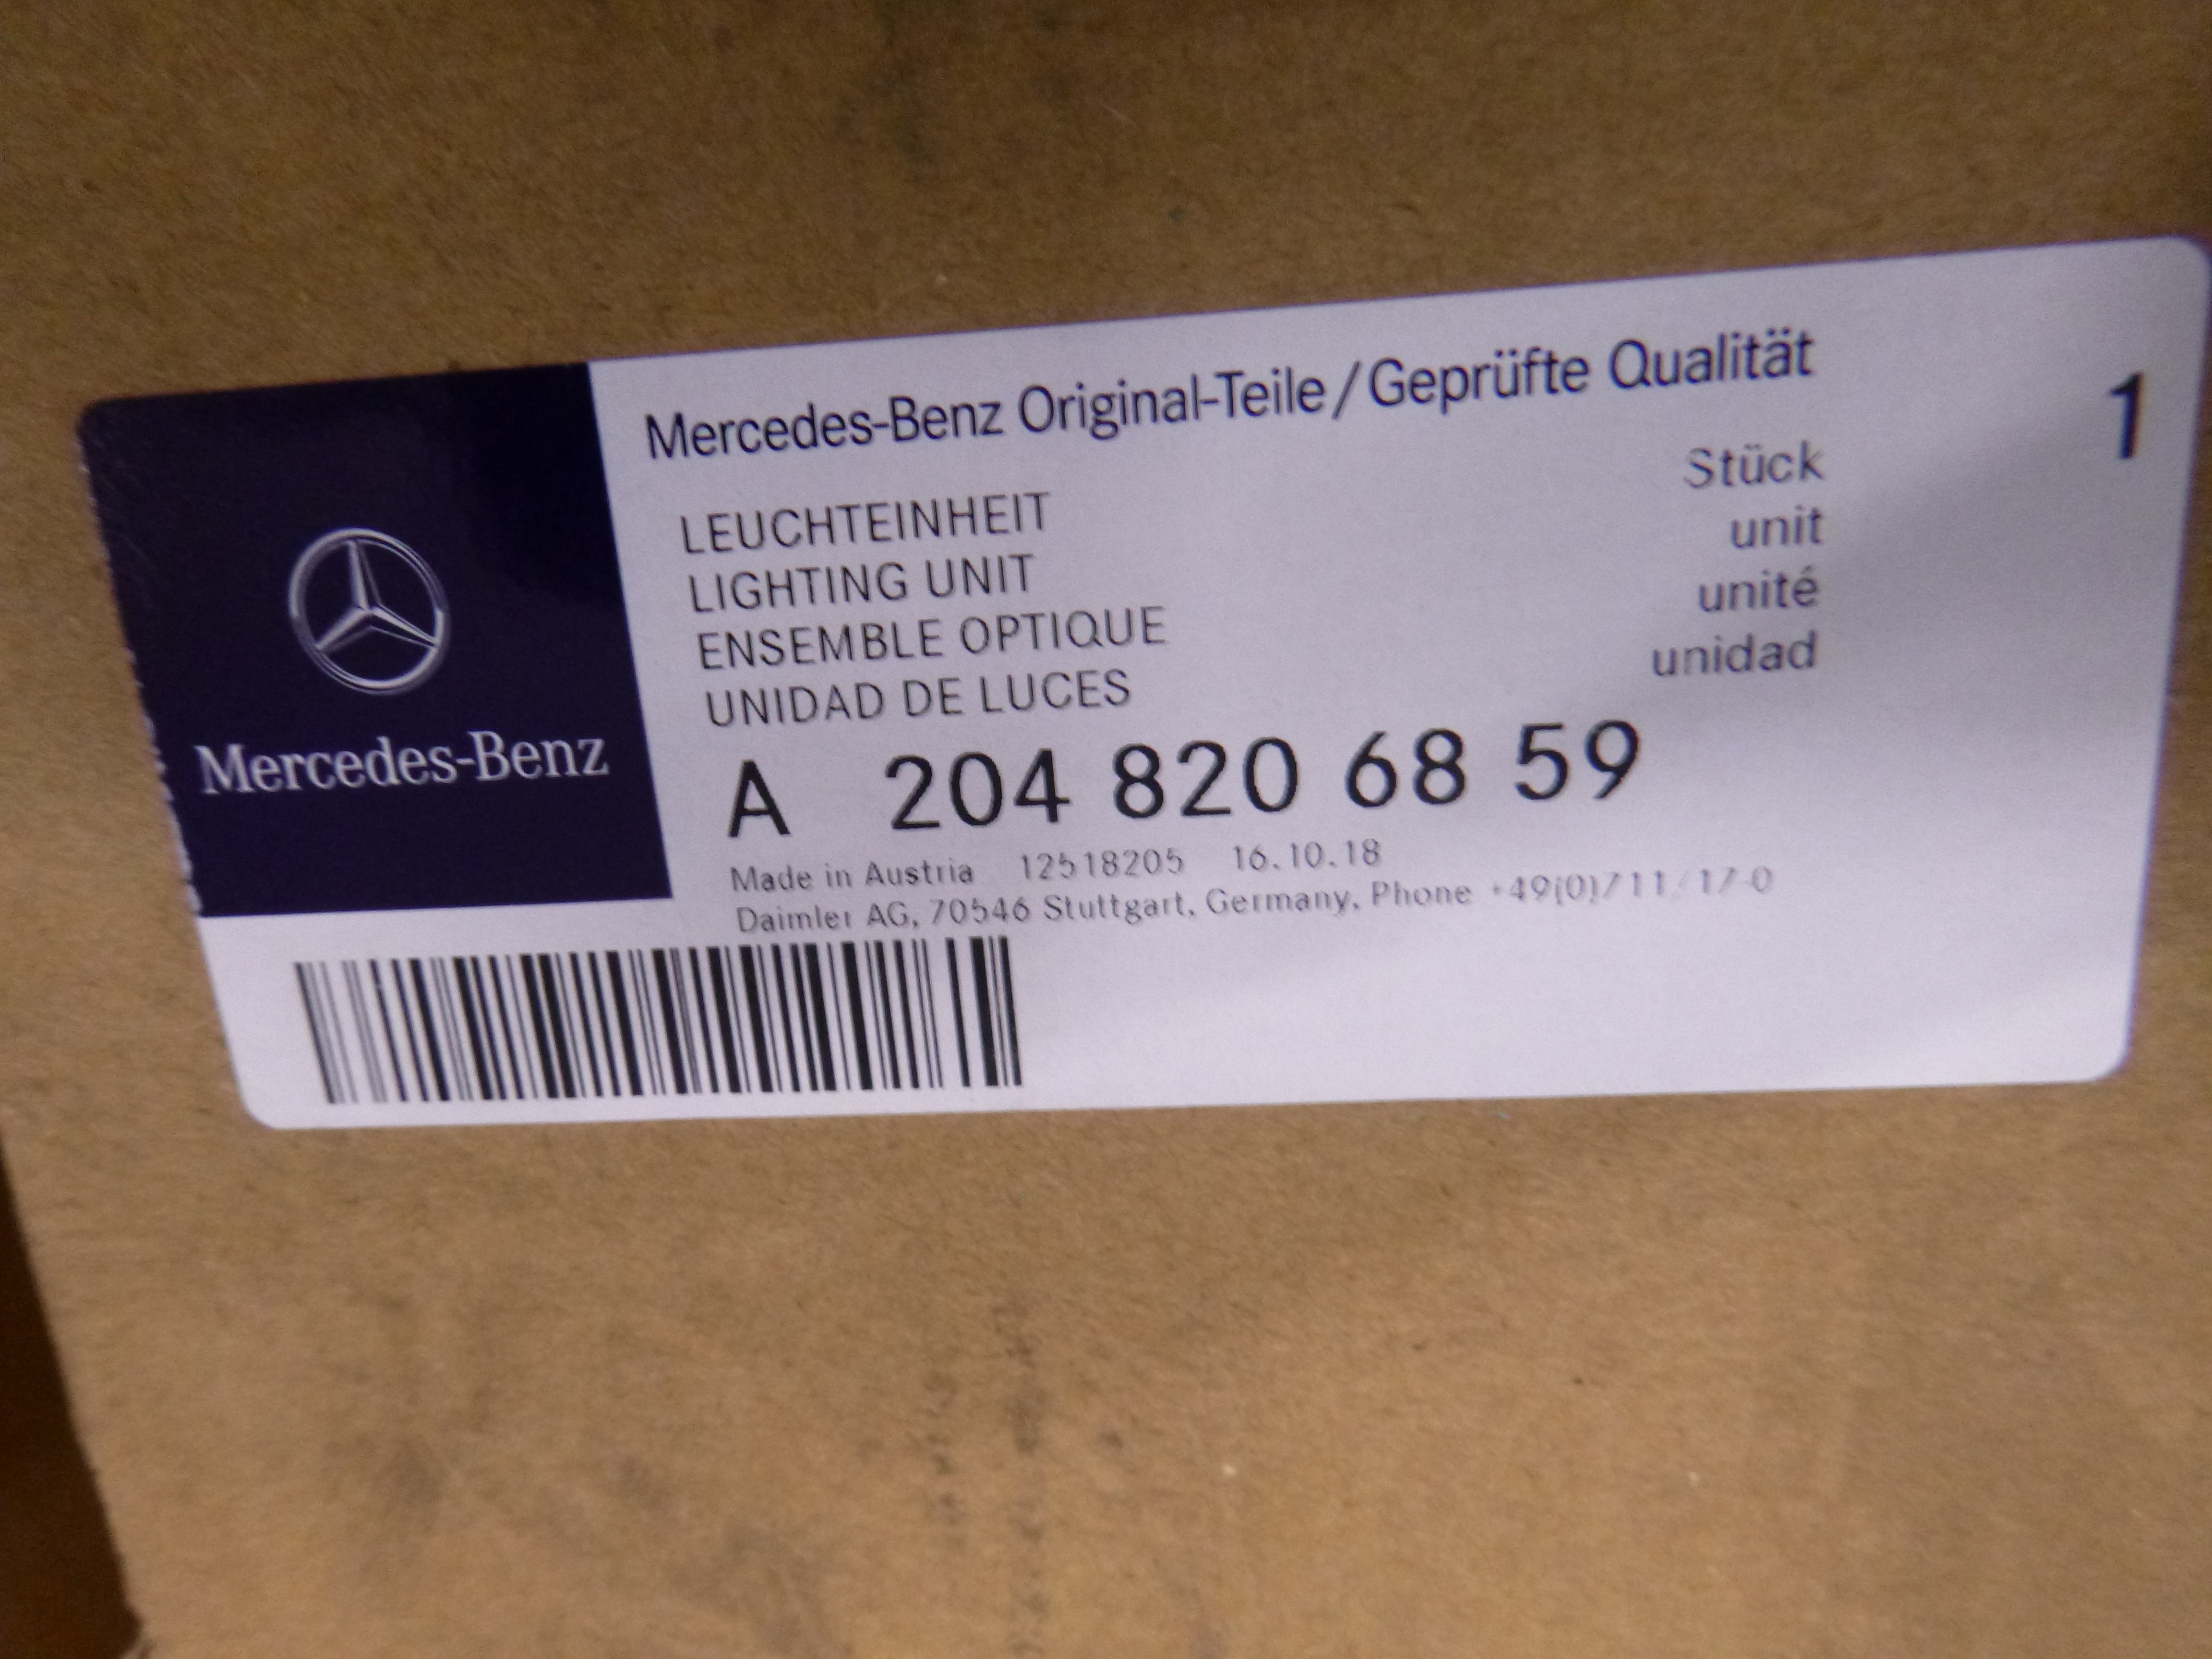 Mercedes-Benz
Mercedes-Benz Original-Teile/Geprüfte Qualität
1
LEUCHTEINHEIT
LIGHTING UNIT
ENSEMBLE OPTIQUE
UNIDAD DE LUCES
Stück
unit
unité
unidad
A 204 820 68 59
Made in Austria 12518205 16.10.18
Daimler AG, 70546 Stuttgart, Germany, Phone +49(0)711/17-0